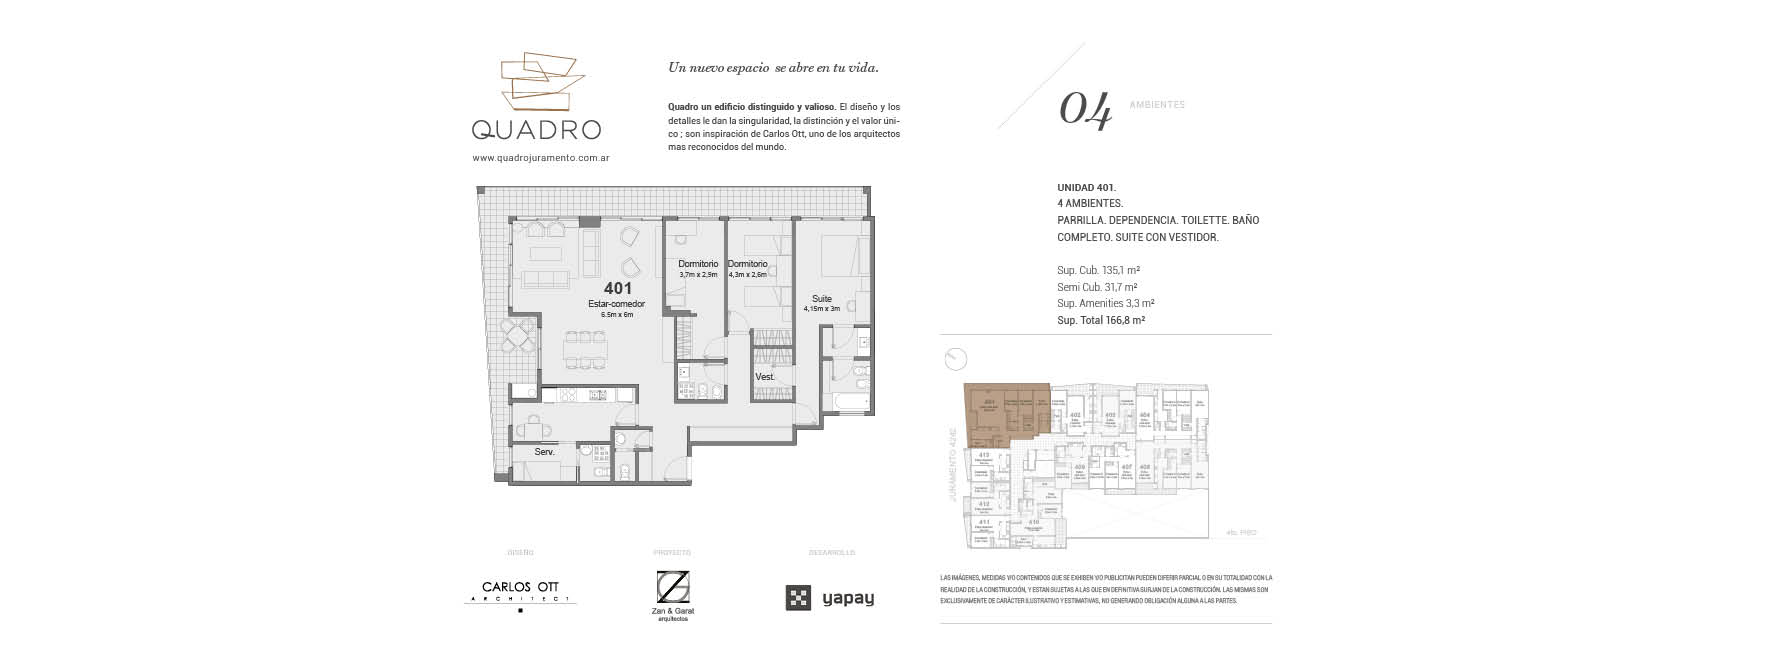 QUADRO
www.quadrojuramento.com.ar
Un nuevo espacio se abre en tu vida.
Quadro un edificio distinguido y valioso. El diseño y los
detalles le dan la singularidad, la distinción y el valor úni-
co ; son inspiración de Carlos Ott, uno de los arquitectos
mas reconocidos del mundo.
04 AMBIENTES
UNIDAD 401.
4 AMBIENTES.
PARRILLA. DEPENDENCIA. TOILETTE. BAÑO
COMPLETO. SUITE CON VESTIDOR.
Sup. Cub. 135,1 m²
Semi Cub. 31,7 m²
Sup. Amenities 3,3 m²
Sup. Total 166,8 m²
401
Estar-comedor
6.5m x 6m
Dormitorio
3,7m x 2,9m
Dormitorio
4,3m x 2,6m
Suite
4,15m x 3m
Vest.
Serv.
JURAMENTO 4242
401
402
403
404
413
406
407
408
412
411
410
4to. PISO
DISEÑO
CARLOS OTT
ARCHITECT
PROYECTO
Zan & Garat
arquitectos
DESARROLLO
yapay
LAS IMÁGENES, MEDIDAS Y/O CONTENIDOS QUE SE EXHIBEN Y/O PUBLICITAN PUEDEN DIFERIR PARCIAL O EN SU TOTALIDAD CON LA
REALIDAD DE LA CONSTRUCCIÓN, Y ESTAN SUJETAS A LAS QUE EN DEFINITIVA SURJAN DE LA CONSTRUCCIÓN. LAS MISMAS SON
EXCLUSIVAMENTE DE CARÁCTER ILUSTRATIVO Y ESTIMATIVAS, NO GENERANDO OBLIGACIÓN ALGUNA A LAS PARTES.